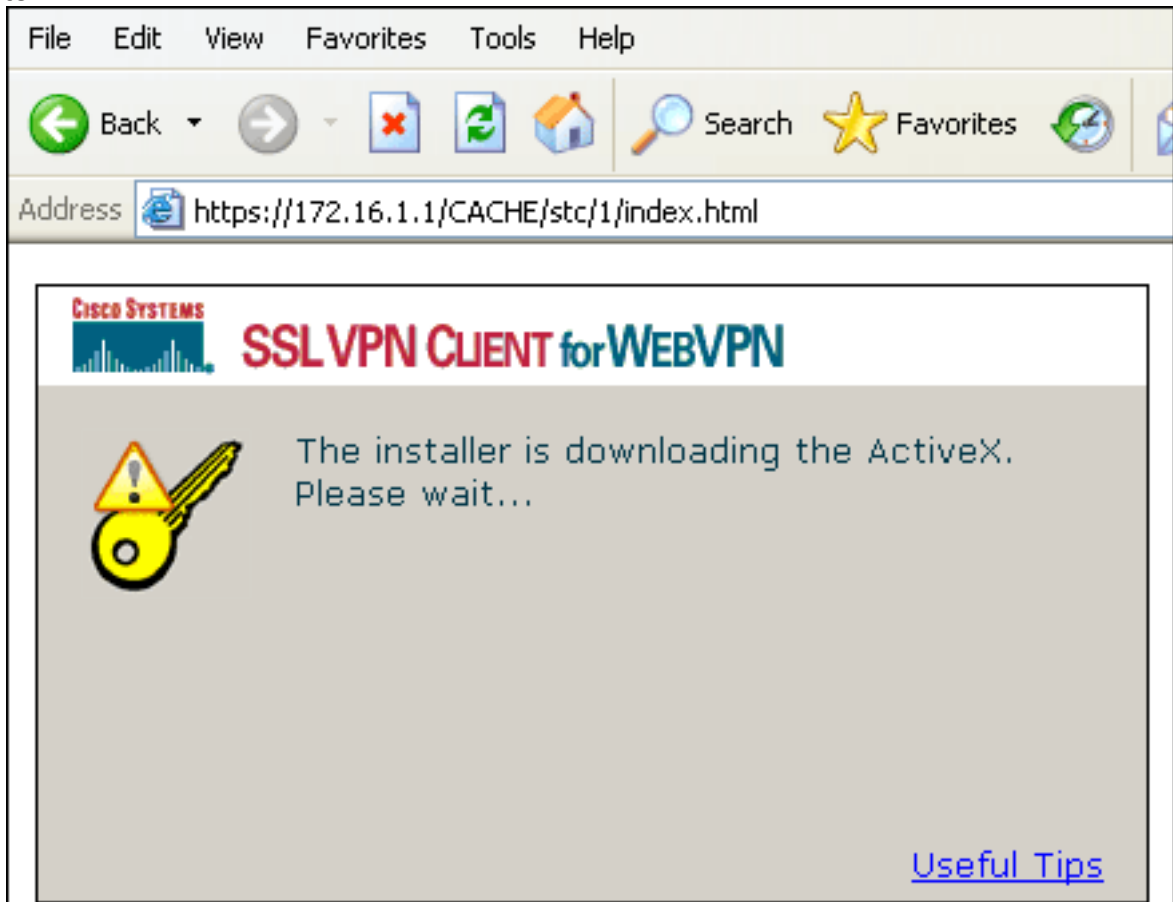 File Edit View Favorites Tools Help
Back Search Favorites
Address https://172.16.1.1/CACHE/stc/1/index.html
CISCO SYSTEMS
SSL VPN CLIENT for WEBVPN
The installer is downloading the ActiveX.
Please wait...
Useful Tips